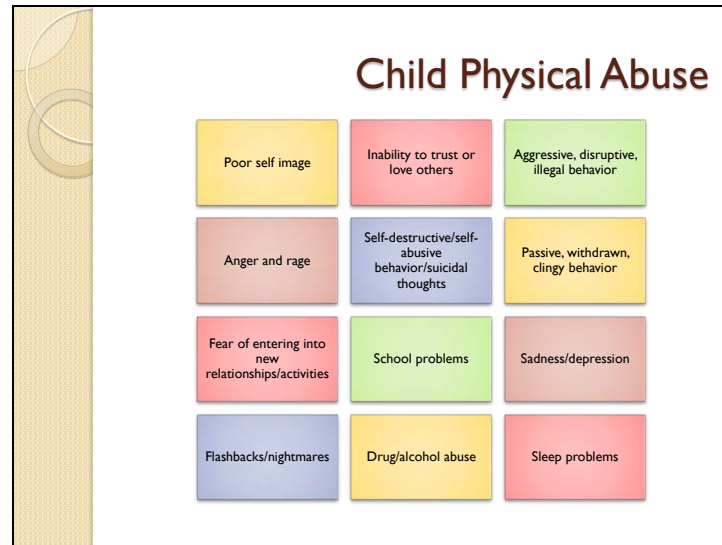 Child Physical Abuse
Poor self image
Inability to trust or
love others
Aggressive, disruptive,
illegal behavior
Anger and rage
Self-destructive/self-
abusive
behavior/suicidal
thoughts
Passive, withdrawn,
clingy behavior
Fear of entering into
new
relationships/activities
School problems
Sadness/depression
Flashbacks/nightmares
Drug/alcohol abuse
Sleep problems